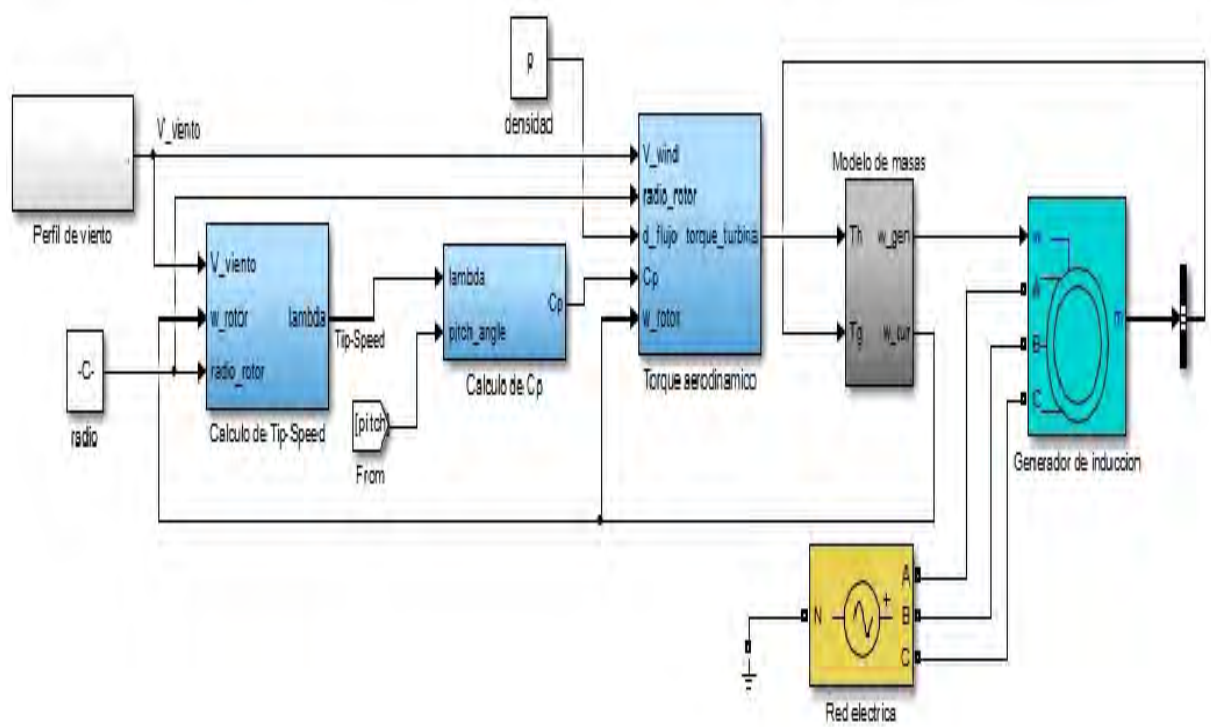 p
densidad
V_viento
Perfil de viento
V_viento
w_rotor
lambda
radio_rotor
Calculo de Tip-Speed
Tip-Speed
-C-
radio
lambda
Cp
pitch_angle
Calculo de Cp
[pitch]
From
V_wind
radio_rotor
d_flujo
torque_turbina
Cp
w_rotor
Torque aerodinamico
Modelo de masas
Th
w_gen
Tg
w_tur
w
A
B
C
m
Generador de induccion
N
+
A
B
C
Red electrica